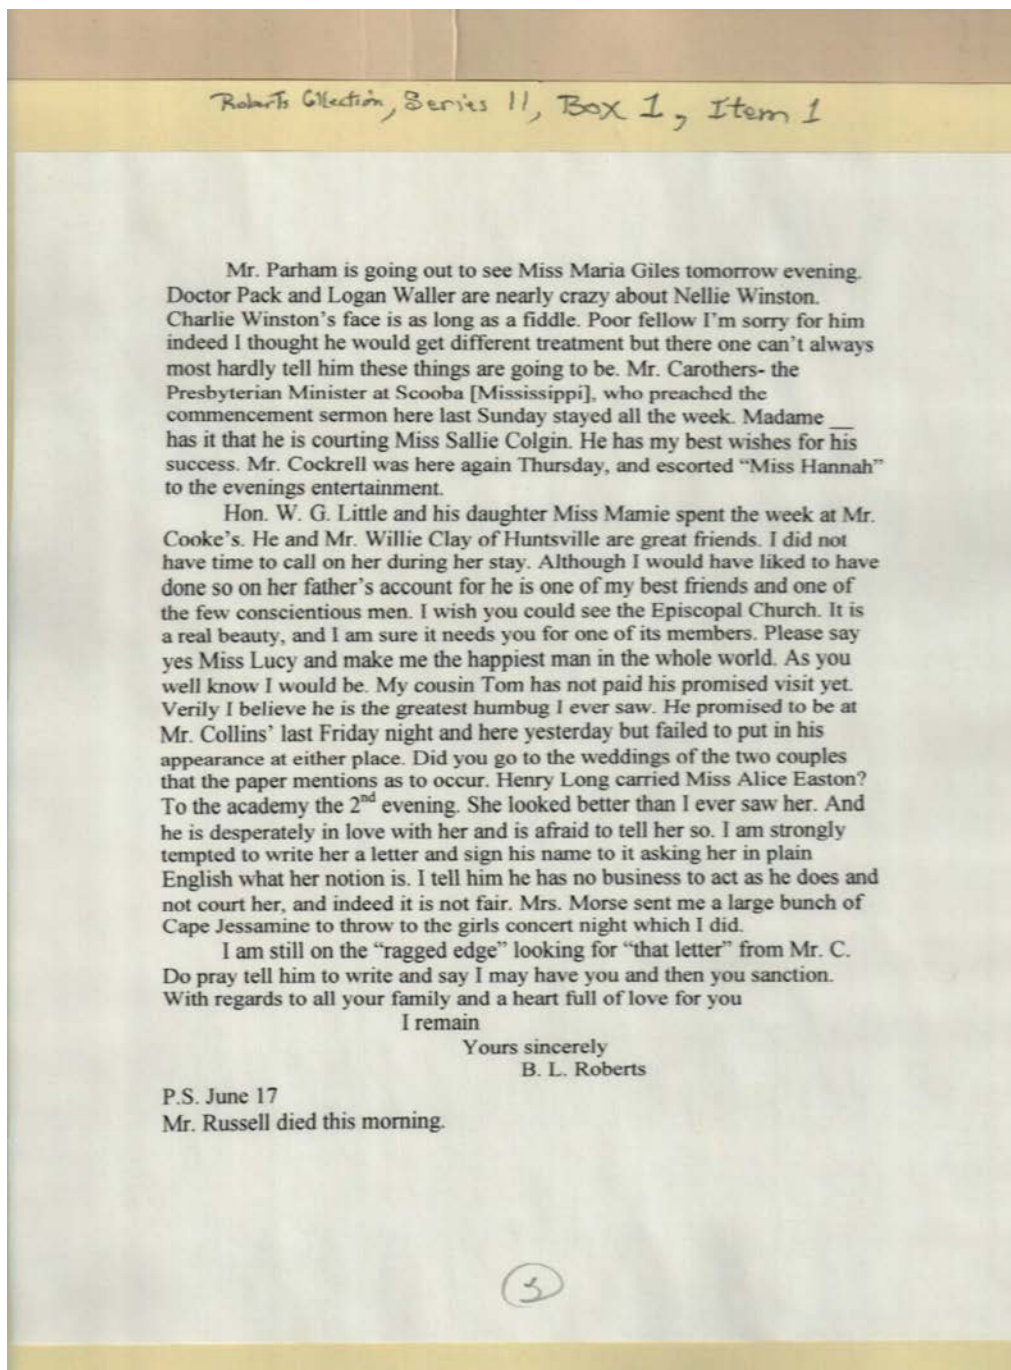 Roberts Collection, Series II, Box 1, Item 1
Mr. Parham is going out to see Miss Maria Giles tomorrow evening.
Doctor Pack and Logan Waller are nearly crazy about Nellie Winston.
Charlie Winston's face is as long as a fiddle. Poor fellow I'm sorry for him
indeed I thought he would get different treatment but there one can't always
most hardly tell him these things are going to be. Mr. Carothers- the
Presbyterian Minister at Scooba [Mississippi], who preached the
commencement sermon here last Sunday stayed all the week. Madame __
has it that he is courting Miss Sallie Colgin. He has my best wishes for his
success. Mr. Cockrell was here again Thursday, and escorted “Miss Hannah”
to the evenings entertainment.
Hon. W. G. Little and his daughter Miss Mamie spent the week at Mr.
Cooke's. He and Mr. Willie Clay of Huntsville are great friends. I did not
have time to call on her during her stay. Although I would have liked to have
done so on her father's account for he is one of my best friends and one of
the few conscientious men. I wish you could see the Episcopal Church. It is
a real beauty, and I am sure it needs you for one of its members. Please say
yes Miss Lucy and make me the happiest man in the whole world. As you
well know I would be. My cousin Tom has not paid his promised visit yet.
Verily I believe he is the greatest humbug I ever saw. He promised to be at
Mr. Collins' last Friday night and here yesterday but failed to put in his
appearance at either place. Did you go to the weddings of the two couples
that the paper mentions as to occur. Henry Long carried Miss Alice Easton?
To the academy the 2nd evening. She looked better than I ever saw her. And
he is desperately in love with her and is afraid to tell her so. I am strongly
tempted to write her a letter and sign his name to it asking her in plain
English what her notion is. I tell him he has no business to act as he does and
not court her, and indeed it is not fair. Mrs. Morse sent me a large bunch of
Cape Jessamine to throw to the girls concert night which I did.
I am still on the “ragged edge” looking for “that letter” from Mr. C.
Do pray tell him to write and say I may have you and then you sanction.
With regards to all your family and a heart full of love for you
I remain
Yours sincerely
B. L. Roberts
P.S. June 17
Mr. Russell died this morning.